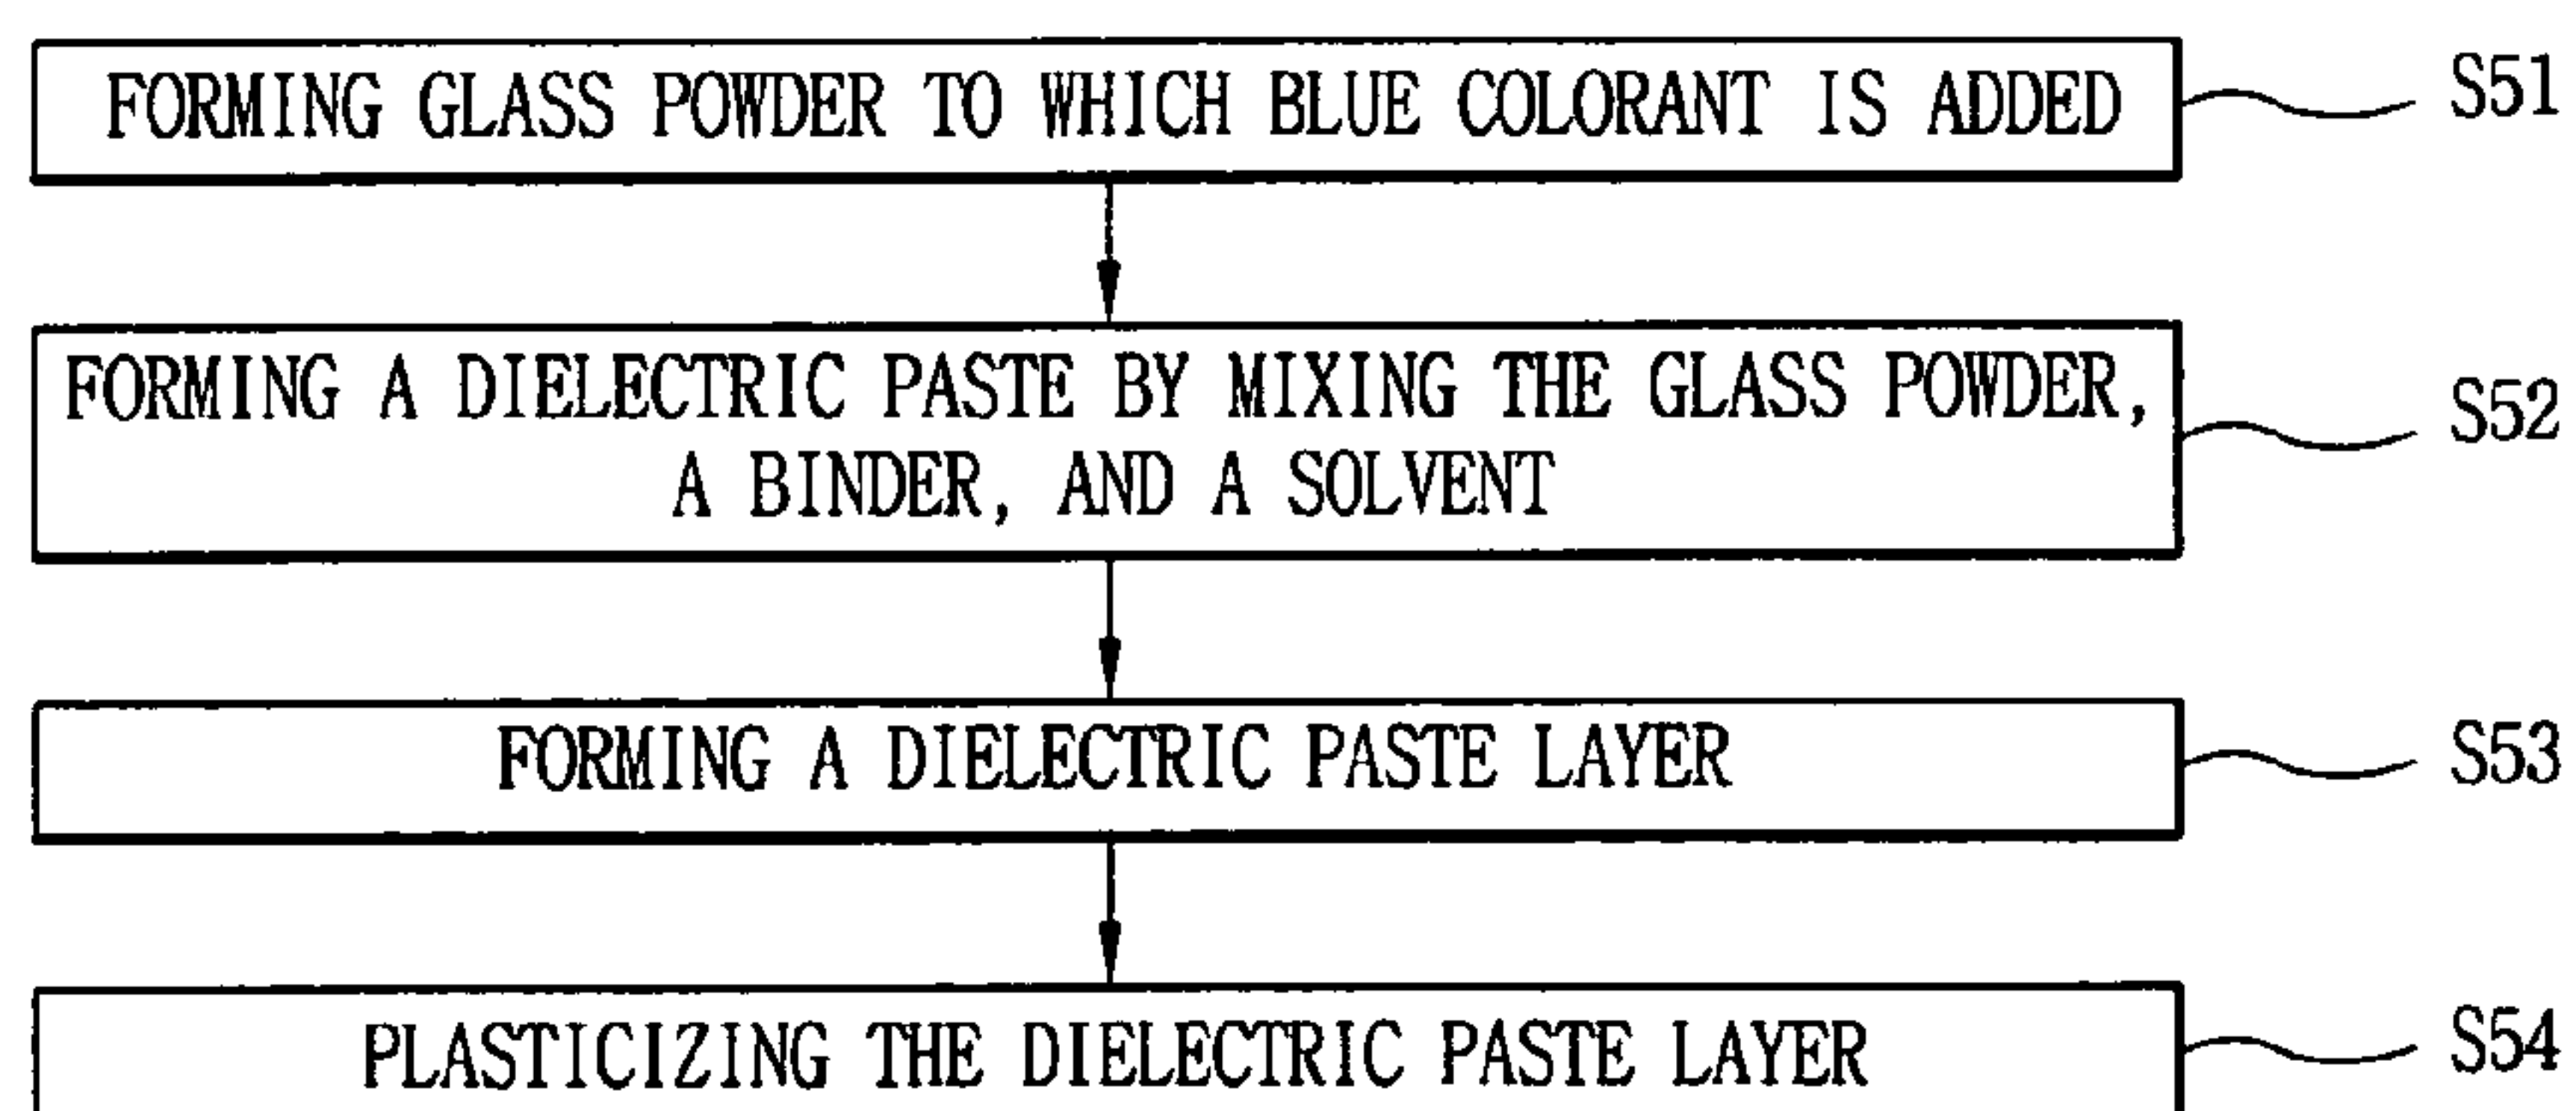 FORMING GLASS POWDER TO WHICH BLUE COLORANT IS ADDED
S51
FORMING A DIELECTRIC PASTE BY MIXING THE GLASS POWDER,
A BINDER, AND A SOLVENT
S52
FORMING A DIELECTRIC PASTE LAYER
S53
PLASTICIZING THE DIELECTRIC PASTE LAYER
S54